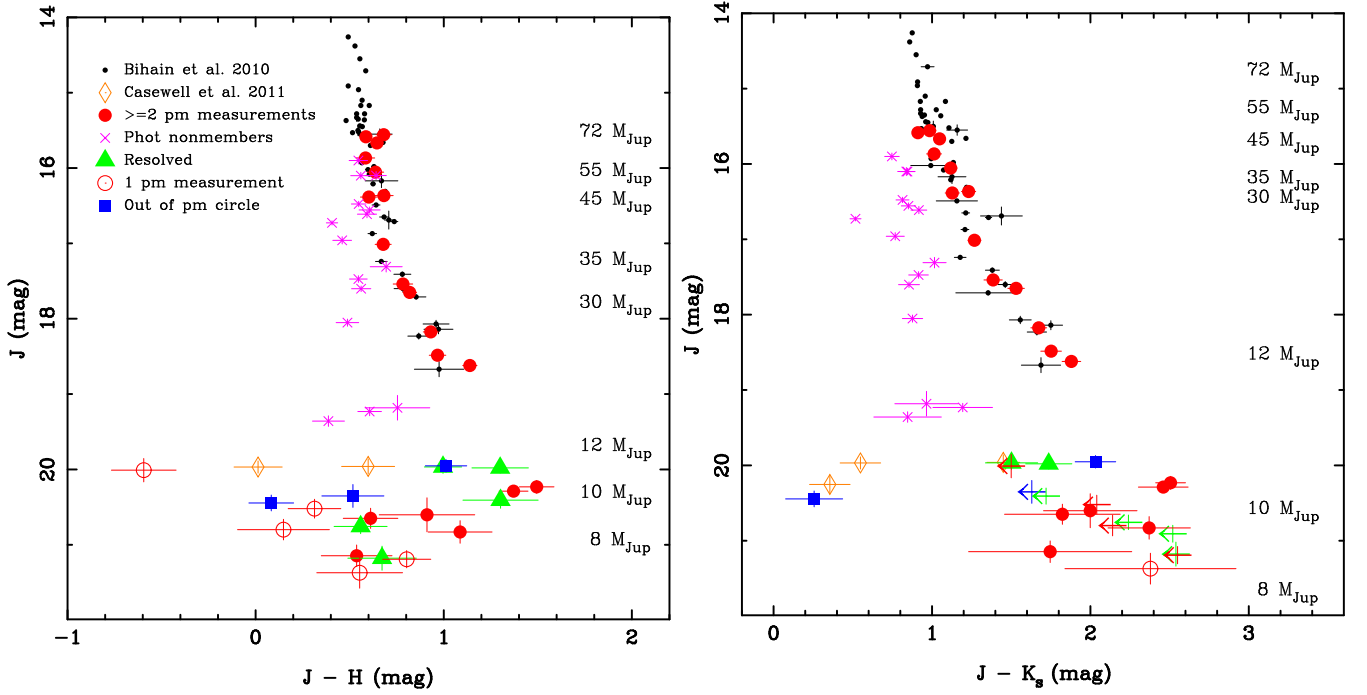 14
16
18
20
J (mag)
Bihain et al. 2010
Casewell et al. 2011
>=2 pm measurements
Phot nonmembers
Resolved
1 pm measurement
Out of pm circle
72 MJup
55 MJup
45 MJup
35 MJup
30 MJup
12 MJup
10 MJup
8 MJup
−1
0
1
2
J − H (mag)
14
16
18
20
J (mag)
72 MJup
55 MJup
45 MJup
35 MJup
30 MJup
12 MJup
10 MJup
8 MJup
0
1
2
3
J − Ks (mag)